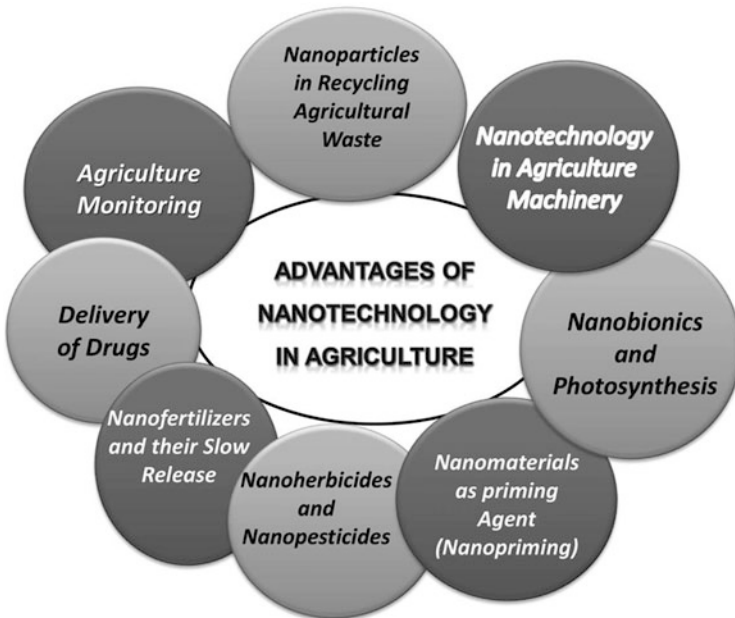 Nanoparticles
in Recycling
Agricultural
Waste
Nanotechnology
in Agriculture
Machinery
Agriculture
Monitoring
ADVANTAGES OF
NANOTECHNOLOGY
IN AGRICULTURE
Delivery
of Drugs
Nanobionics
and
Photosynthesis
Nanofertilizers
and their Slow
Release
Nanoherbicides
and
Nanopesticides
Nanomaterials
as priming
Agent
(Nanopriming)